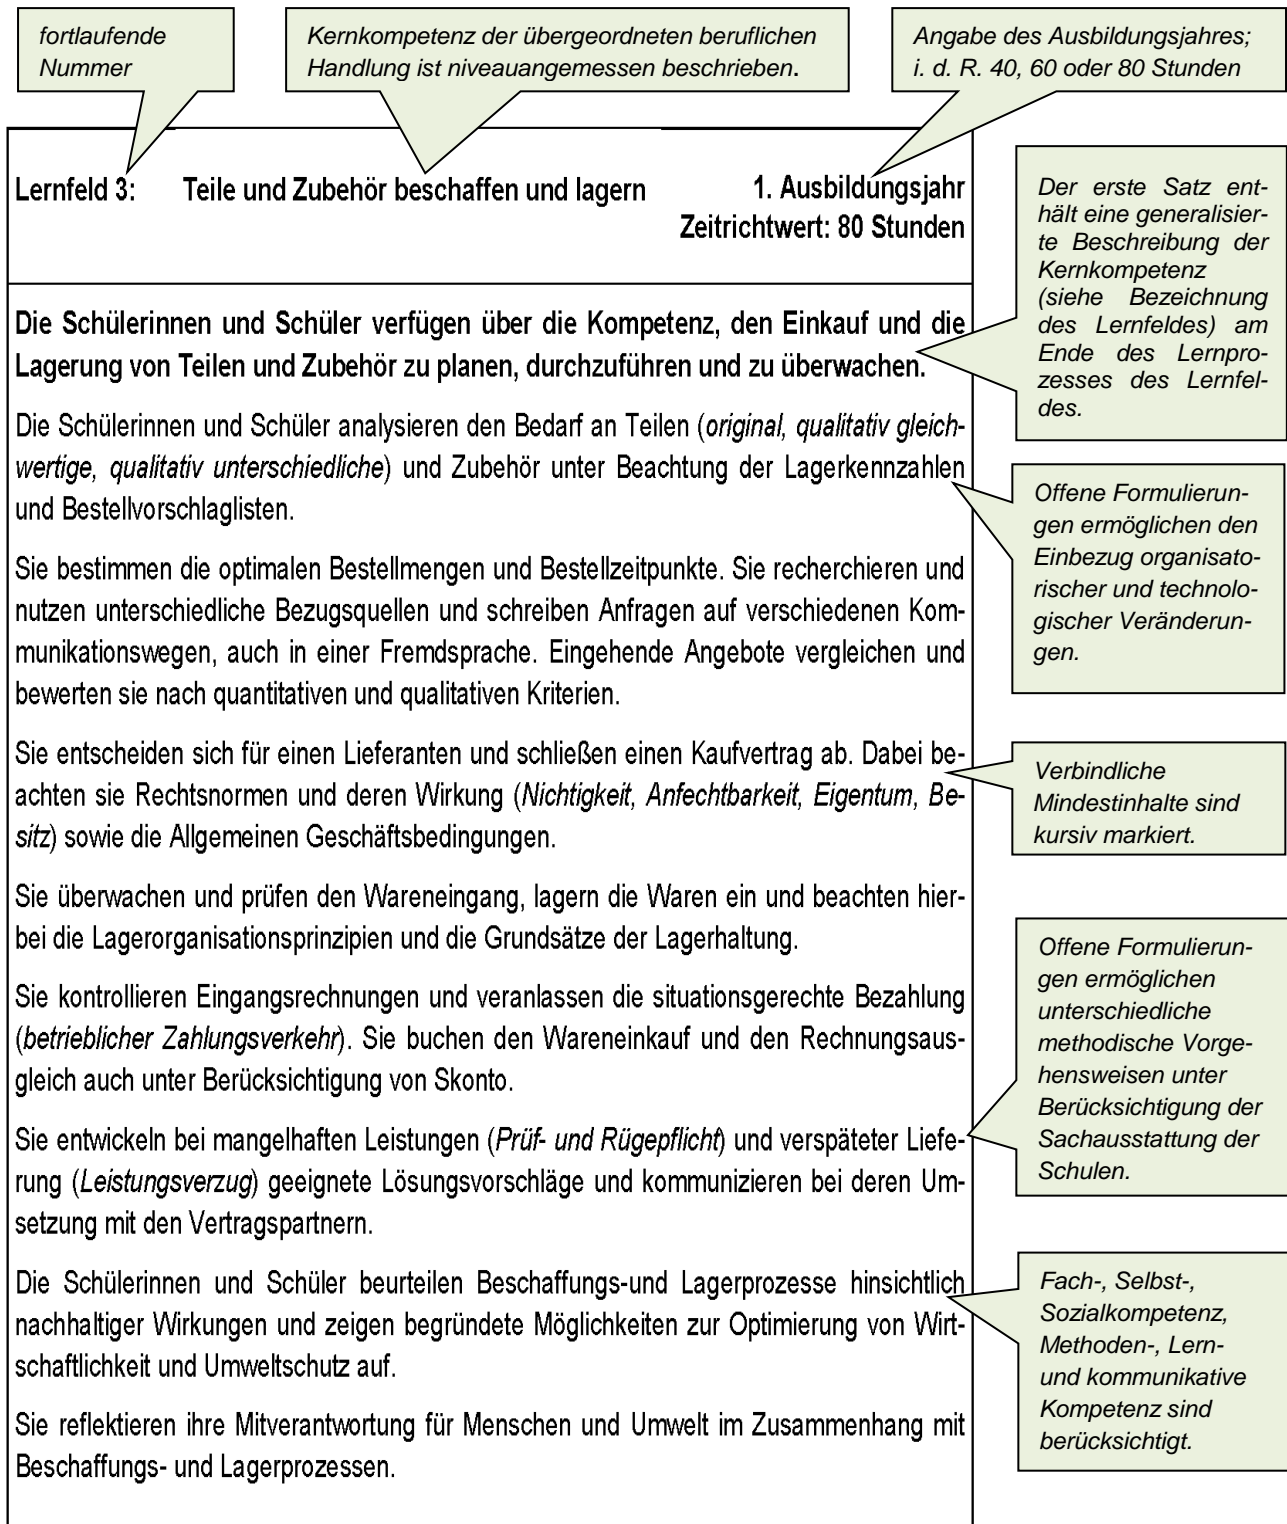 fortlaufende
Nummer
Kernkompetenz der übergeordneten beruflichen
Handlung ist niveauangemessen beschrieben.
Angabe des Ausbildungsjahres;
i. d. R. 40, 60 oder 80 Stunden
Lernfeld 3: Teile und Zubehör beschaffen und lagern 1. Ausbildungsjahr
Zeitrichtwert: 80 Stunden
Die Schülerinnen und Schüler verfügen über die Kompetenz, den Einkauf und die
Lagerung von Teilen und Zubehör zu planen, durchzuführen und zu überwachen.
Die Schülerinnen und Schüler analysieren den Bedarf an Teilen (original, qualitativ gleich-
wertige, qualitativ unterschiedliche) und Zubehör unter Beachtung der Lagerkennzahlen
und Bestellvorschlaglisten.
Sie bestimmen die optimalen Bestellmengen und Bestellzeitpunkte. Sie recherchieren und
nutzen unterschiedliche Bezugsquellen und schreiben Anfragen auf verschiedenen Kom-
munikationswegen, auch in einer Fremdsprache. Eingehende Angebote vergleichen und
bewerten sie nach quantitativen und qualitativen Kriterien.
Sie entscheiden sich für einen Lieferanten und schließen einen Kaufvertrag ab. Dabei be-
achten sie Rechtsnormen und deren Wirkung (Nichtigkeit, Anfechtbarkeit, Eigentum, Be-
sitz) sowie die Allgemeinen Geschäftsbedingungen.
Sie überwachen und prüfen den Wareneingang, lagern die Waren ein und beachten hier-
bei die Lagerorganisationsprinzipien und die Grundsätze der Lagerhaltung.
Sie kontrollieren Eingangsrechnungen und veranlassen die situationsgerechte Bezahlung
(betrieblicher Zahlungsverkehr). Sie buchen den Wareneinkauf und den Rechnungsaus-
gleich auch unter Berücksichtigung von Skonto.
Sie entwickeln bei mangelhaften Leistungen (Prüf- und Rügepflicht) und verspäteter Liefe-
rung (Leistungsverzug) geeignete Lösungsvorschläge und kommunizieren bei deren Um-
setzung mit den Vertragspartnern.
Die Schülerinnen und Schüler beurteilen Beschaffungs-und Lagerprozesse hinsichtlich
nachhaltiger Wirkungen und zeigen begründete Möglichkeiten zur Optimierung von Wirt-
schaftlichkeit und Umweltschutz auf.
Sie reflektieren ihre Mitverantwortung für Menschen und Umwelt im Zusammenhang mit
Beschaffungs- und Lagerprozessen.
Der erste Satz ent-
hält eine generalisier-
te Beschreibung der
Kernkompetenz
(siehe Bezeichnung
des Lernfeldes) am
Ende des Lernpro-
zesses des Lernfel-
des.
Offene Formulierun-
gen ermöglichen den
Einbezug organisato-
rischer und technolo-
gischer Veränderun-
gen.
Verbindliche
Mindestinhalte sind
kursiv markiert.
Offene Formulierun-
gen ermöglichen
unterschiedliche
methodische Vorge-
hensweisen unter
Berücksichtigung der
Sachausstattung der
Schulen.
Fach-, Selbst-,
Sozialkompetenz,
Methoden-, Lern-
und kommunikative
Kompetenz sind
berücksichtigt.